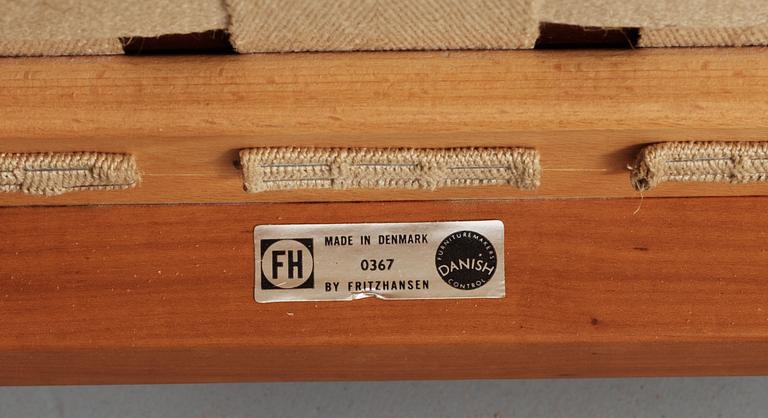 FH
MADE IN DENMARK
0367
BY FRITZHANSEN
FURNITUREMAKERS
DANISH
CONTROL